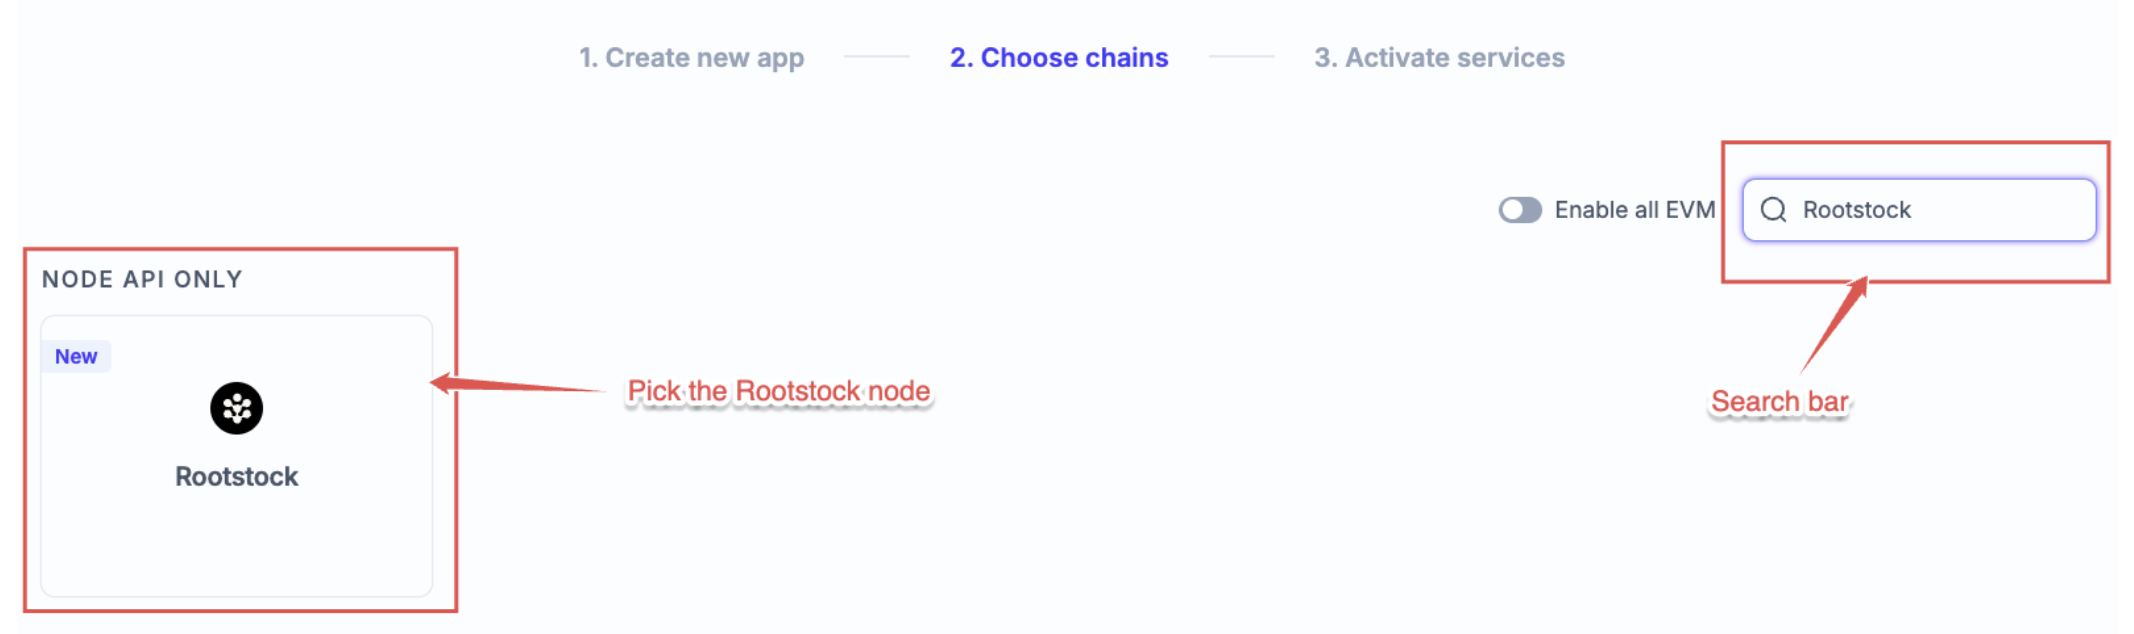 1. Create new app
2. Choose chains
3. Activate services
Enable all EVM
Rootstock
NODE API ONLY
New
Rootstock
Pick the Rootstock node
Search bar